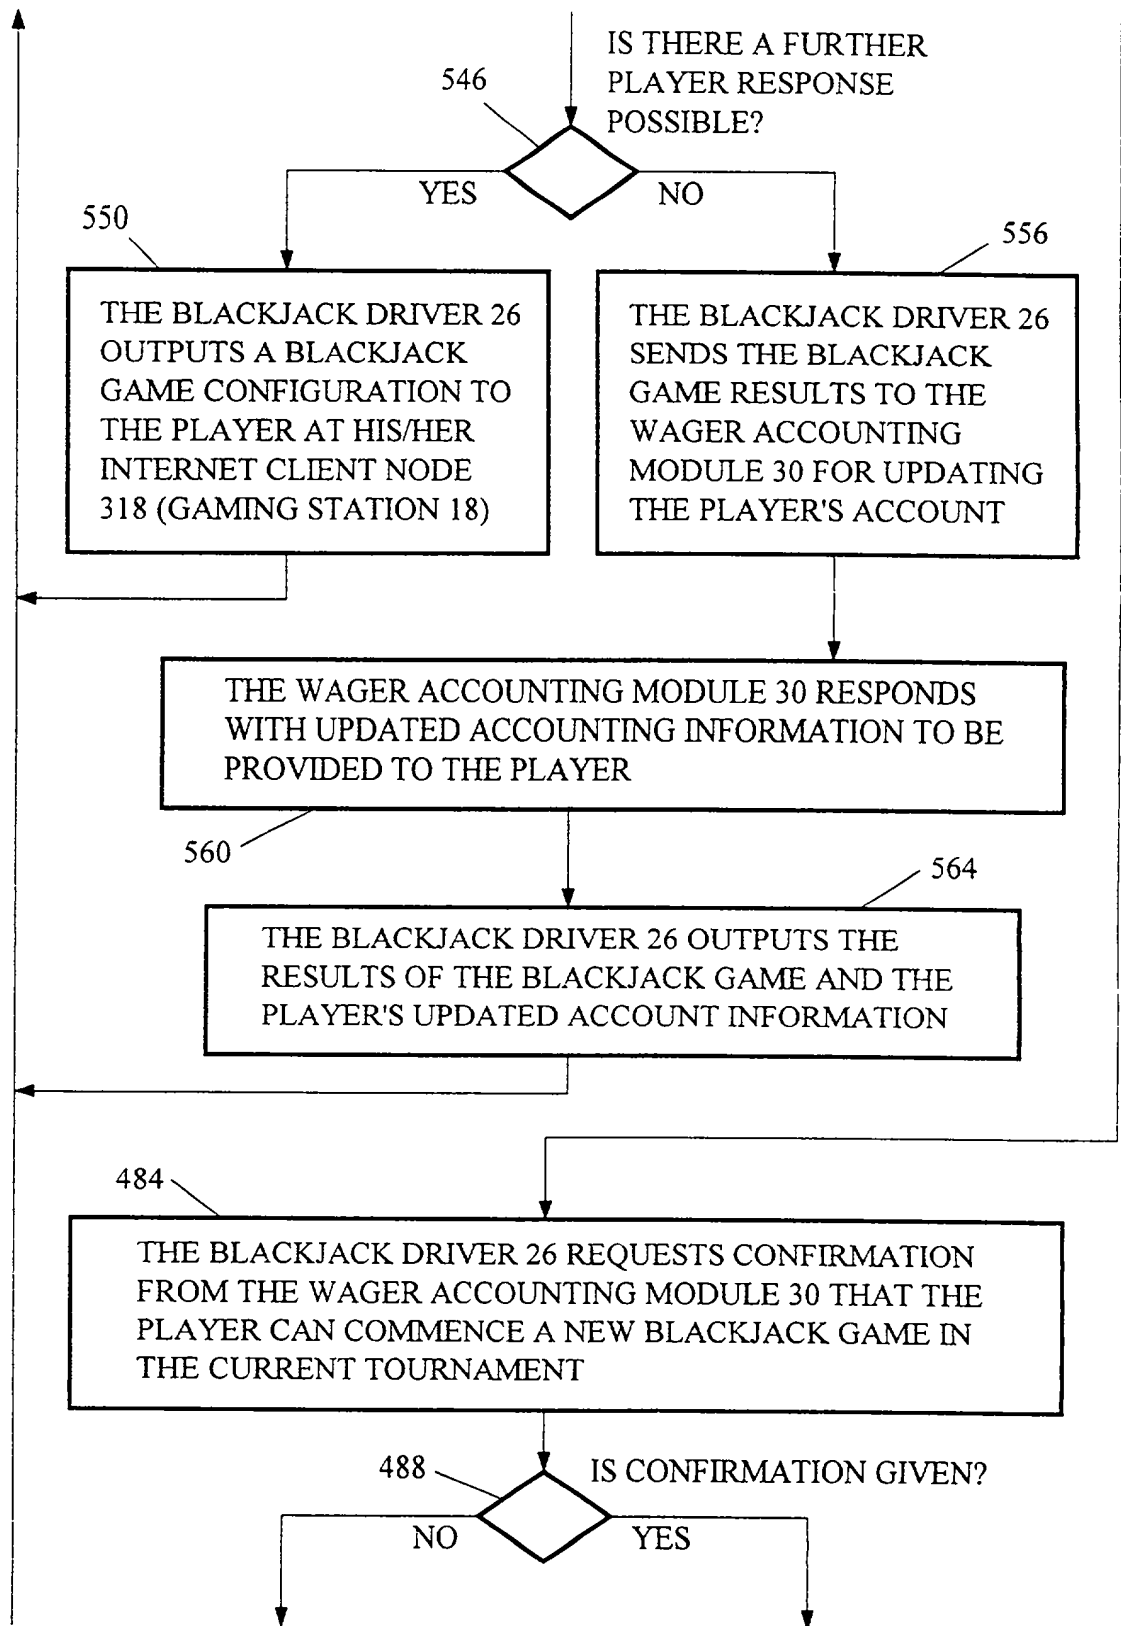 IS THERE A FURTHER
PLAYER RESPONSE
POSSIBLE?
546
YES
NO
550
556
THE BLACKJACK DRIVER 26
OUTPUTS A BLACKJACK
GAME CONFIGURATION TO
THE PLAYER AT HIS/HER
INTERNET CLIENT NODE
318 (GAMING STATION 18)
THE BLACKJACK DRIVER 26
SENDS THE BLACKJACK
GAME RESULTS TO THE
WAGER ACCOUNTING
MODULE 30 FOR UPDATING
THE PLAYER'S ACCOUNT
THE WAGER ACCOUNTING MODULE 30 RESPONDS
WITH UPDATED ACCOUNTING INFORMATION TO BE
PROVIDED TO THE PLAYER
560
564
THE BLACKJACK DRIVER 26 OUTPUTS THE
RESULTS OF THE BLACKJACK GAME AND THE
PLAYER'S UPDATED ACCOUNT INFORMATION
484
THE BLACKJACK DRIVER 26 REQUESTS CONFIRMATION
FROM THE WAGER ACCOUNTING MODULE 30 THAT THE
PLAYER CAN COMMENCE A NEW BLACKJACK GAME IN
THE CURRENT TOURNAMENT
488
IS CONFIRMATION GIVEN?
NO
YES